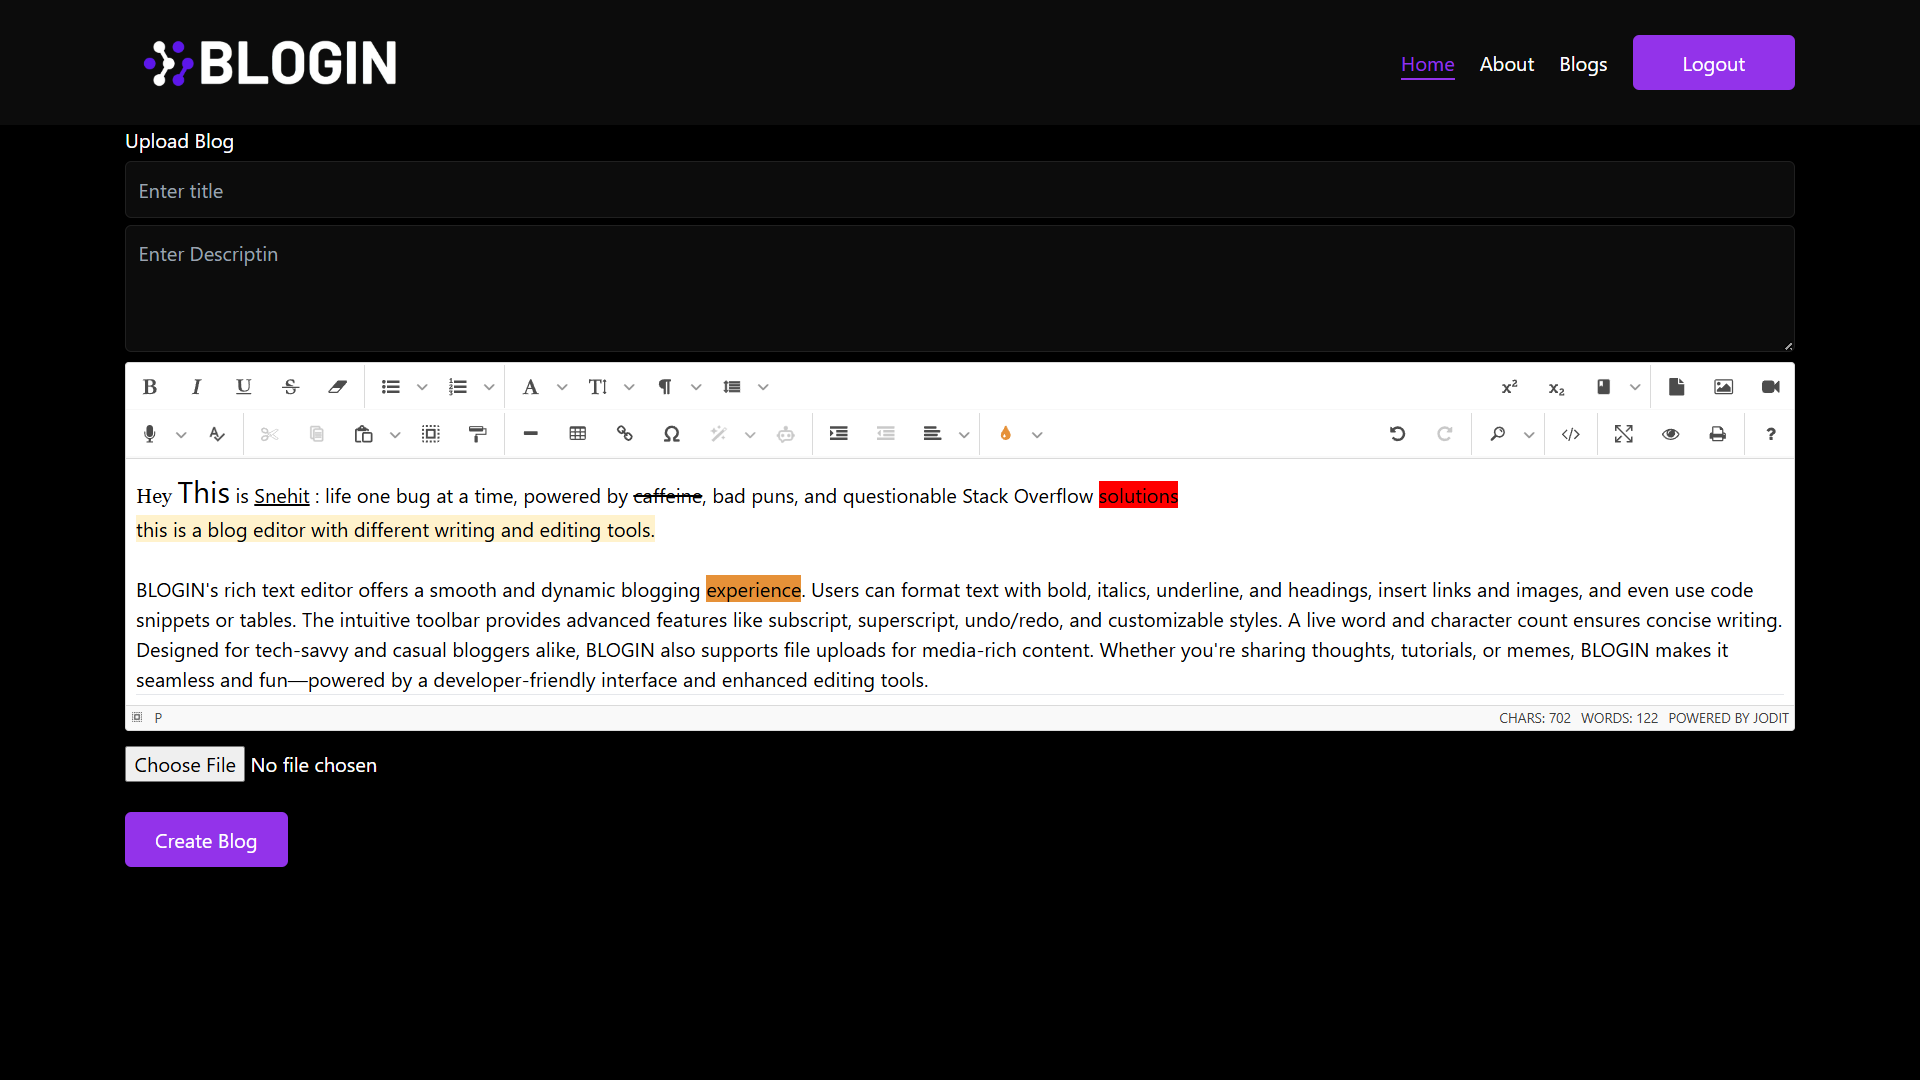 BLOGIN
Home About Blogs Logout
Upload Blog
Enter title
Enter Descriptin
Hey This is Snehit : life one bug at a time, powered by caffeine, bad puns, and questionable Stack Overflow solutions
this is a blog editor with different writing and editing tools.
BLOGIN's rich text editor offers a smooth and dynamic blogging experience. Users can format text with bold, italics, underline, and headings, insert links and images, and even use code
snippets or tables. The intuitive toolbar provides advanced features like subscript, superscript, undo/redo, and customizable styles. A live word and character count ensures concise writing.
Designed for tech-savvy and casual bloggers alike, BLOGIN also supports file uploads for media-rich content. Whether you're sharing thoughts, tutorials, or memes, BLOGIN makes it
seamless and fun—powered by a developer-friendly interface and enhanced editing tools.
P CHARS: 702 WORDS: 122 POWERED BY JODIT
Choose File No file chosen
Create Blog